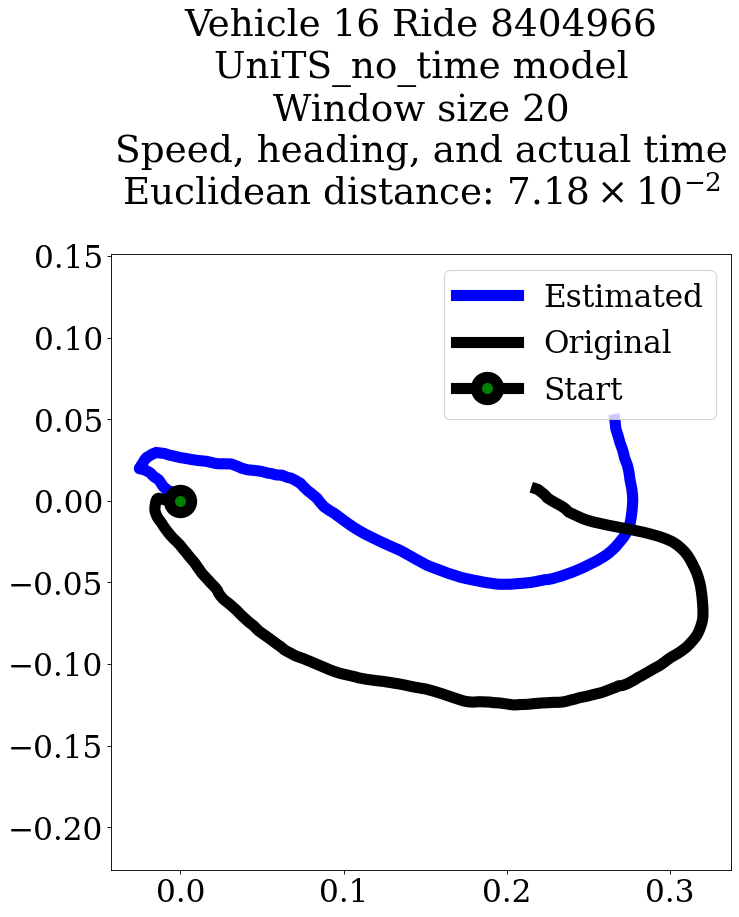 Vehicle 16 Ride 8404966
UniTS_no_time model
Window size 20
Speed, heading, and actual time
Euclidean distance: 7.18 × 10⁻²
0.15
0.10
0.05
0.00
−0.05
−0.10
−0.15
−0.20
Estimated
Original
Start
0.0
0.1
0.2
0.3